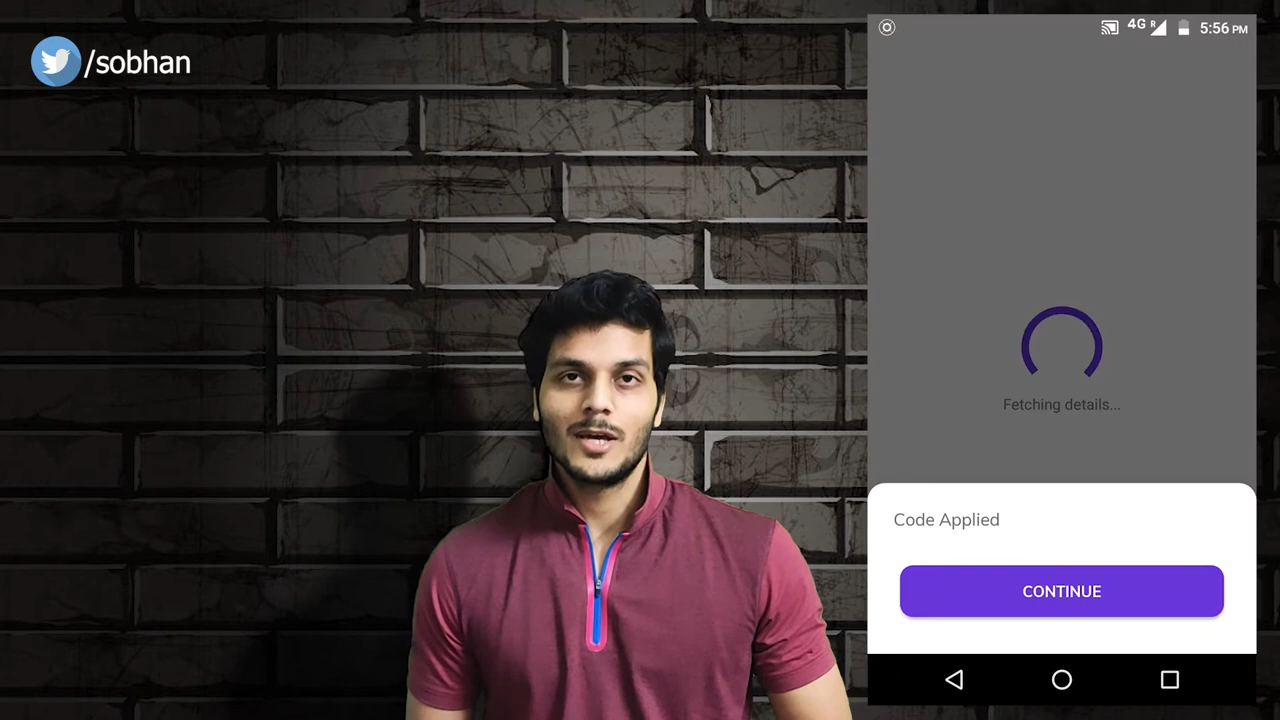 /sobhan
4G R 5:56 PM
Fetching details...
Code Applied
CONTINUE